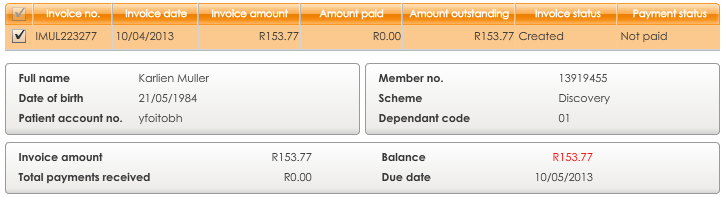 Invoice no. Invoice date Invoice amount Amount paid Amount outstanding Invoice status Payment status
IMUL223277 10/04/2013 R153.77 R0.00 R153.77 Created Not paid
Full name Karlien Muller Member no. 13919455
Date of birth 21/05/1984 Scheme Discovery
Patient account no. yfoitobh Dependant code 01
Invoice amount R153.77 Balance R153.77
Total payments received R0.00 Due date 10/05/2013